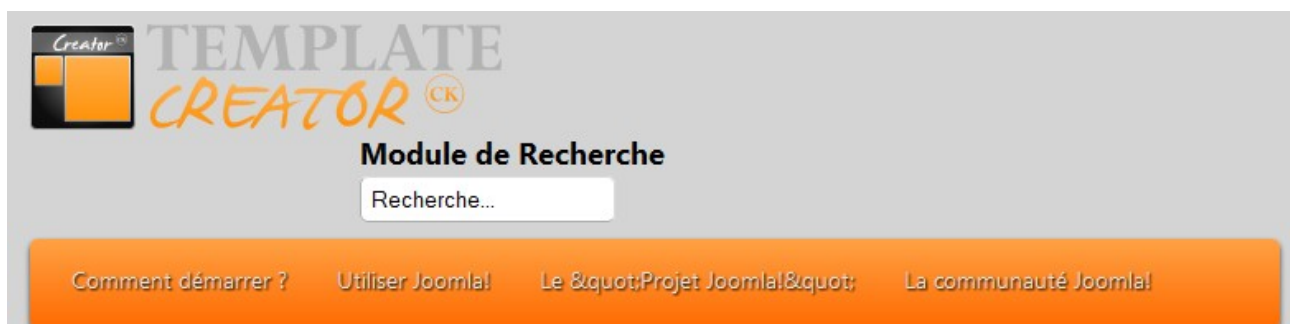 Creator CK
TEMPLATE
CREATOR CK
Module de Recherche
Recherche...
Comment démarrer ? Utiliser Joomla! Le &quot;Projet Joomla!&quot; La communauté Joomla!